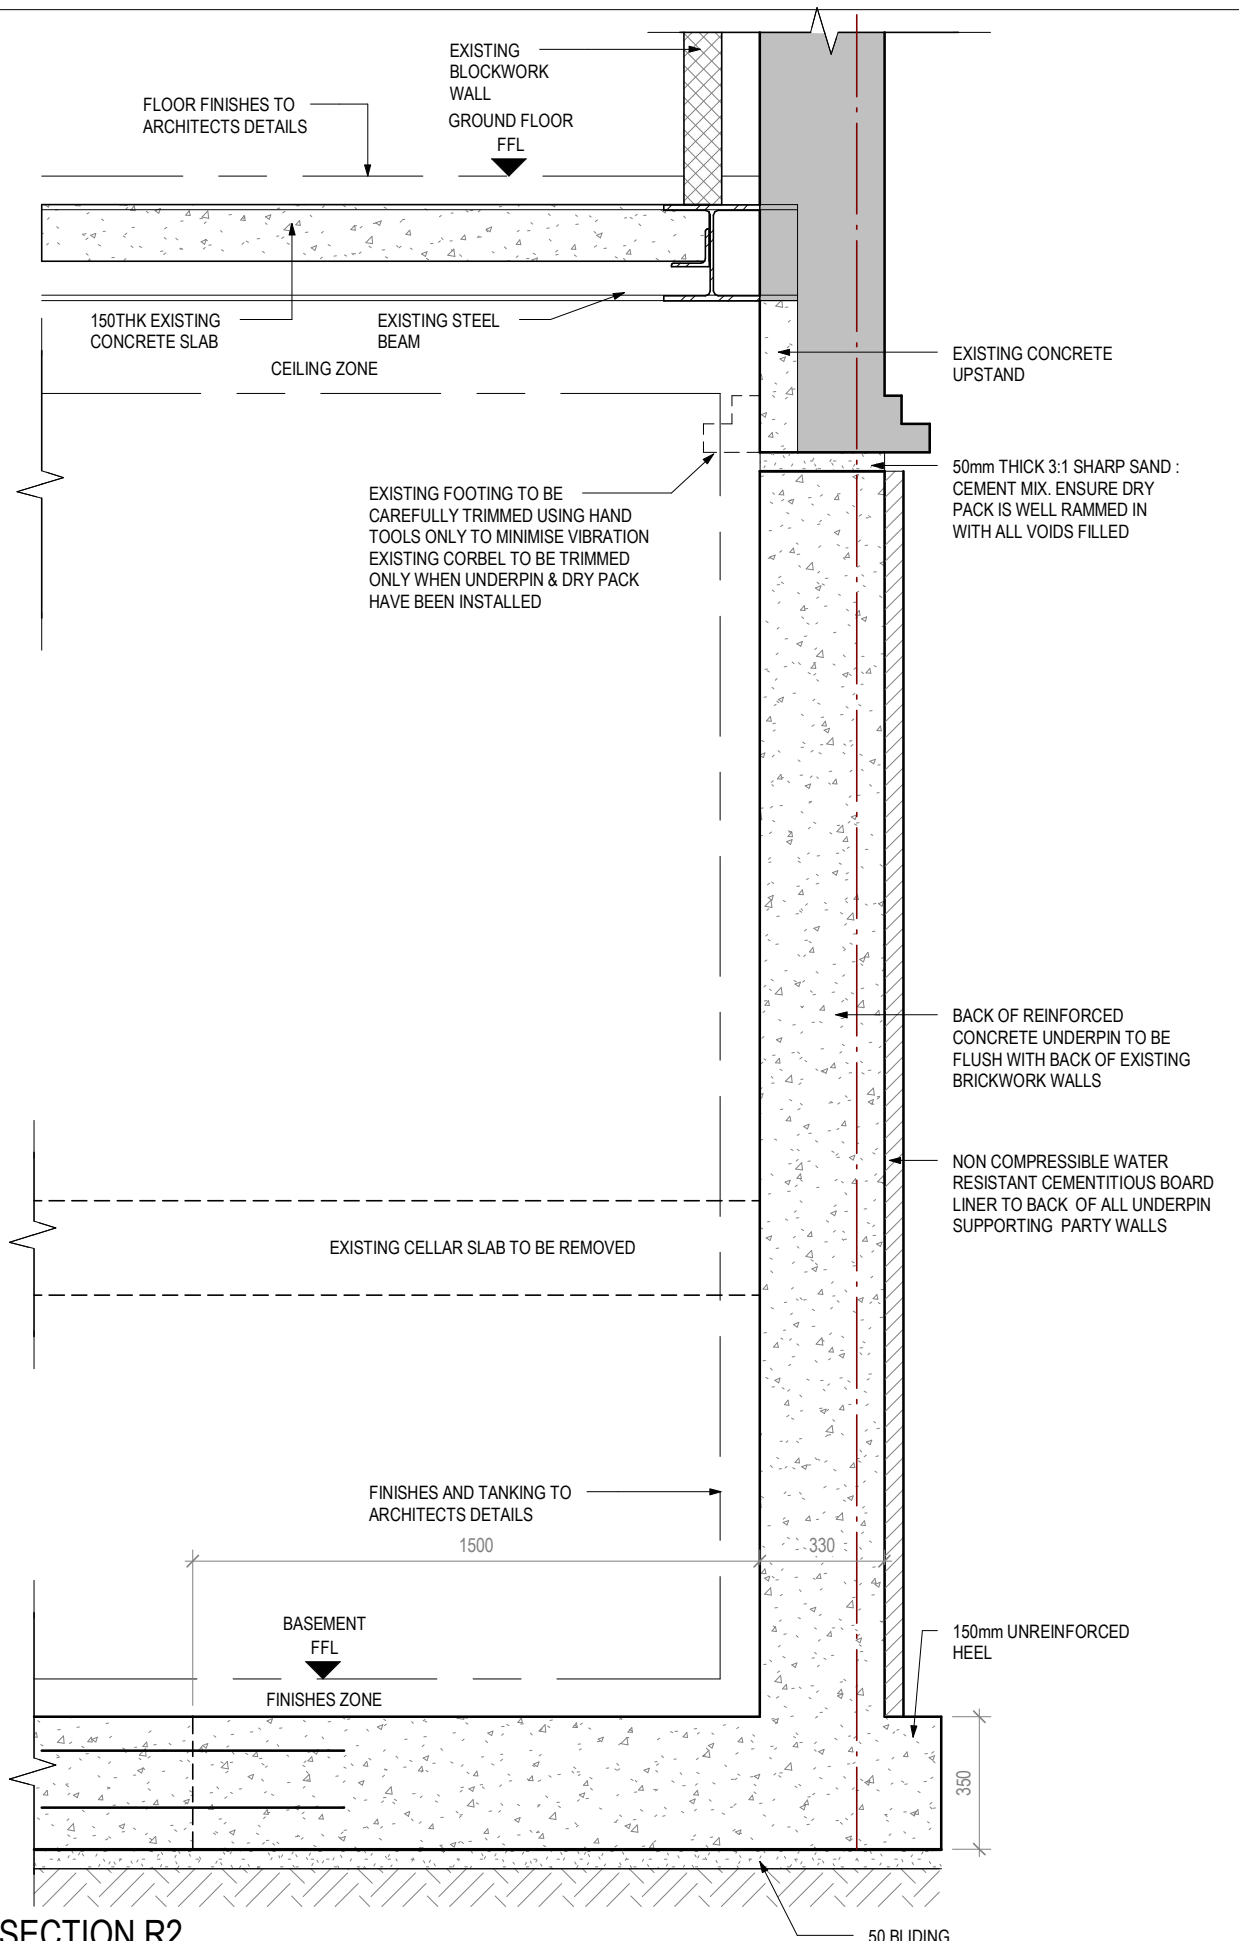 EXISTING
BLOCKWORK
WALL
FLOOR FINISHES TO
ARCHITECTS DETAILS
GROUND FLOOR
FFL
150THK EXISTING
CONCRETE SLAB
EXISTING STEEL
BEAM
CEILING ZONE
EXISTING CONCRETE
UPSTAND
50mm THICK 3:1 SHARP SAND :
CEMENT MIX. ENSURE DRY
PACK IS WELL RAMMED IN
WITH ALL VOIDS FILLED
EXISTING FOOTING TO BE
CAREFULLY TRIMMED USING HAND
TOOLS ONLY TO MINIMISE VIBRATION
EXISTING CORBEL TO BE TRIMMED
ONLY WHEN UNDERPIN & DRY PACK
HAVE BEEN INSTALLED
BACK OF REINFORCED
CONCRETE UNDERPIN TO BE
FLUSH WITH BACK OF EXISTING
BRICKWORK WALLS
NON COMPRESSIBLE WATER
RESISTANT CEMENTITIOUS BOARD
LINER TO BACK OF ALL UNDERPIN
SUPPORTING PARTY WALLS
EXISTING CELLAR SLAB TO BE REMOVED
FINISHES AND TANKING TO
ARCHITECTS DETAILS
1500
330
BASEMENT
FFL
FINISHES ZONE
150mm UNREINFORCED
HEEL
350
SECTION R2
50 BLIDING